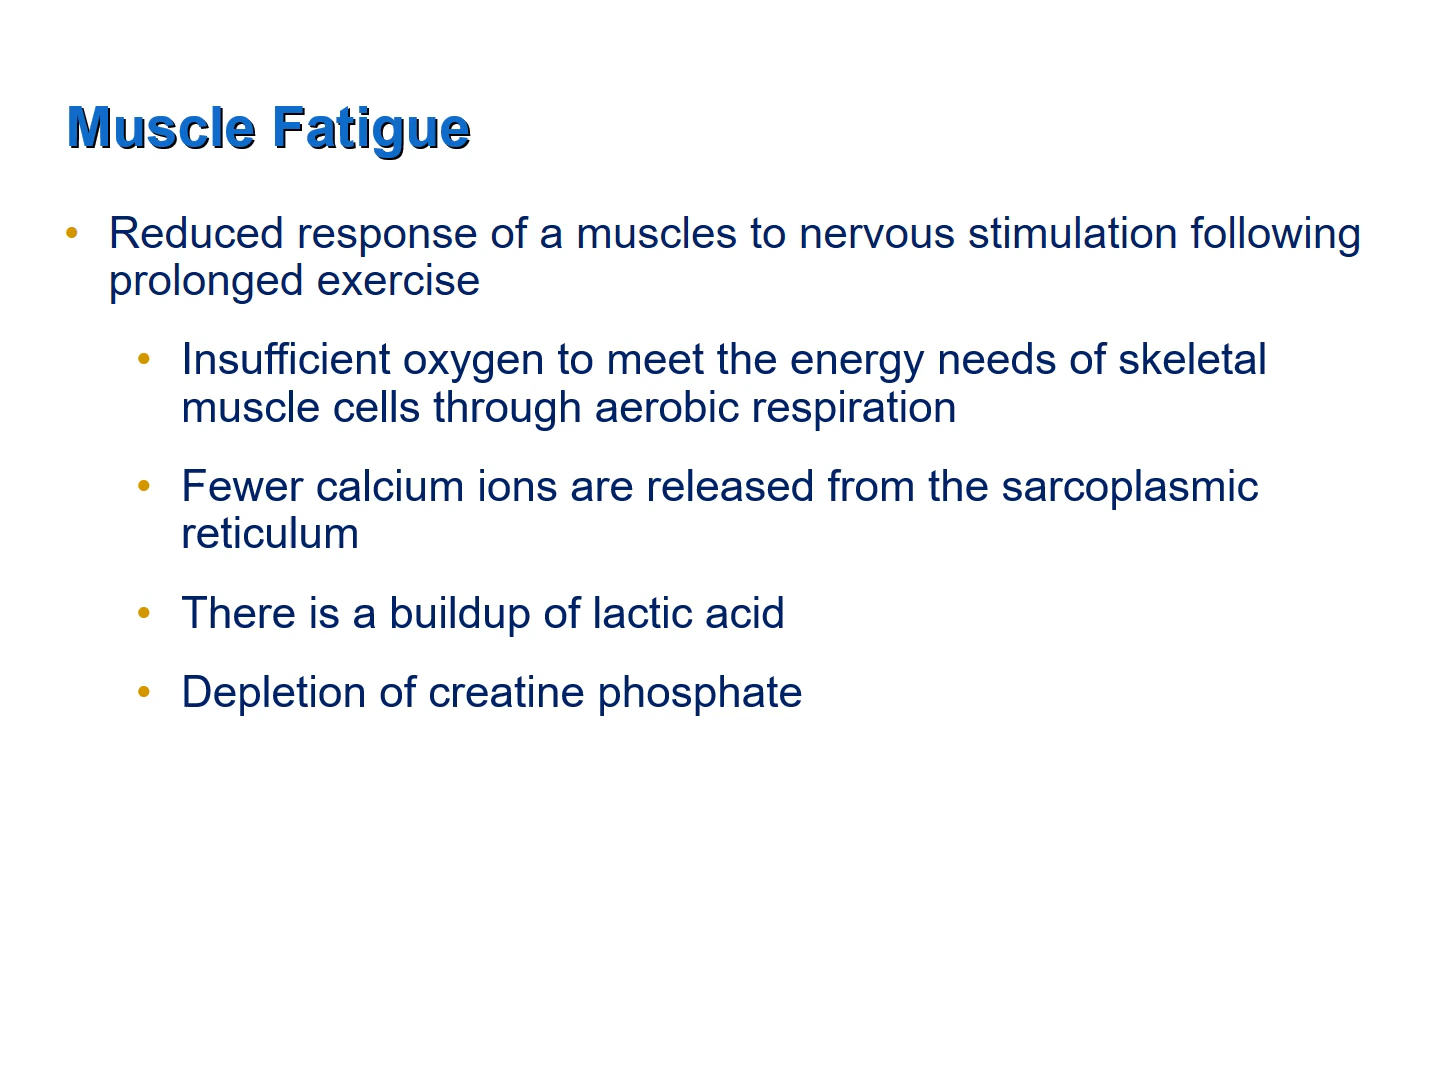 Muscle Fatigue
• Reduced response of a muscles to nervous stimulation following
prolonged exercise
• Insufficient oxygen to meet the energy needs of skeletal
muscle cells through aerobic respiration
• Fewer calcium ions are released from the sarcoplasmic
reticulum
• There is a buildup of lactic acid
• Depletion of creatine phosphate